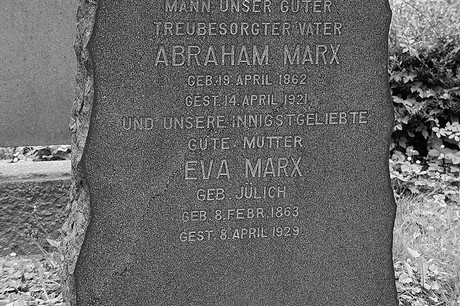 MANN, UNSER GUTER
TREUBESORGTER VATER
ABRAHAM MARX
GEB. 19. APRIL 1862
GEST. 14. APRIL 1921
UND UNSERE INNIGSTGELIEBTE
GUTE MUTTER
EVA MARX
GEB. JÜLICH
GEB. 8. FEBR. 1863
GEST. 8. APRIL 1929